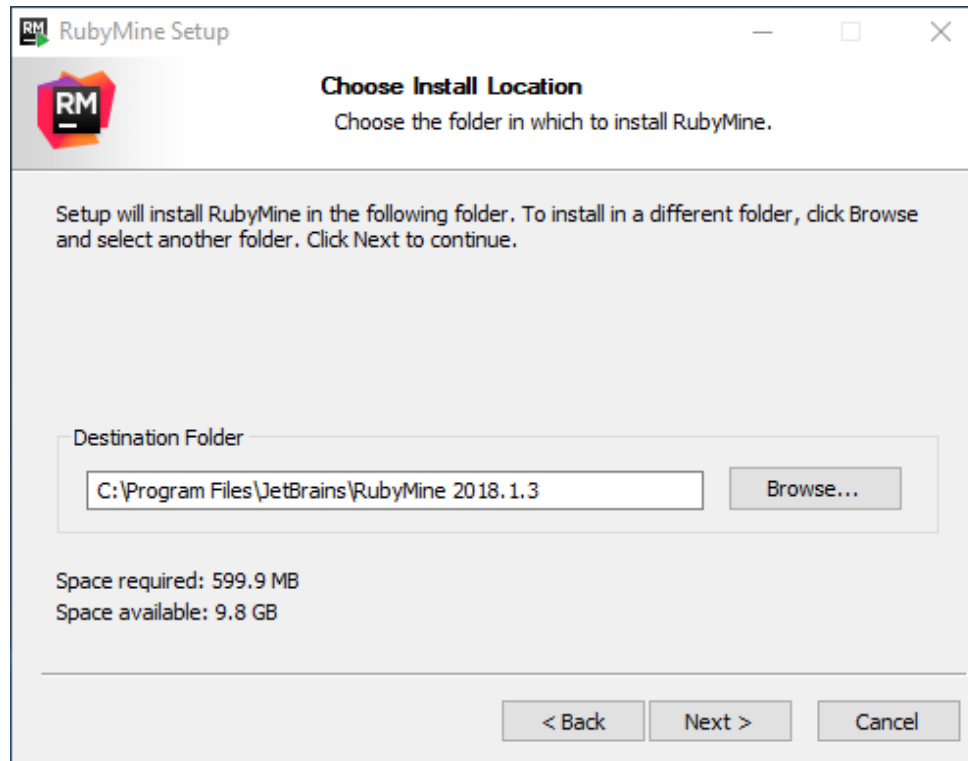 RM RubyMine Setup
RM
Choose Install Location
Choose the folder in which to install RubyMine.
Setup will install RubyMine in the following folder. To install in a different folder, click Browse
and select another folder. Click Next to continue.
Destination Folder
C:\Program Files\JetBrains\RubyMine 2018.1.3
Browse...
Space required: 599.9 MB
Space available: 9.8 GB
< Back
Next >
Cancel